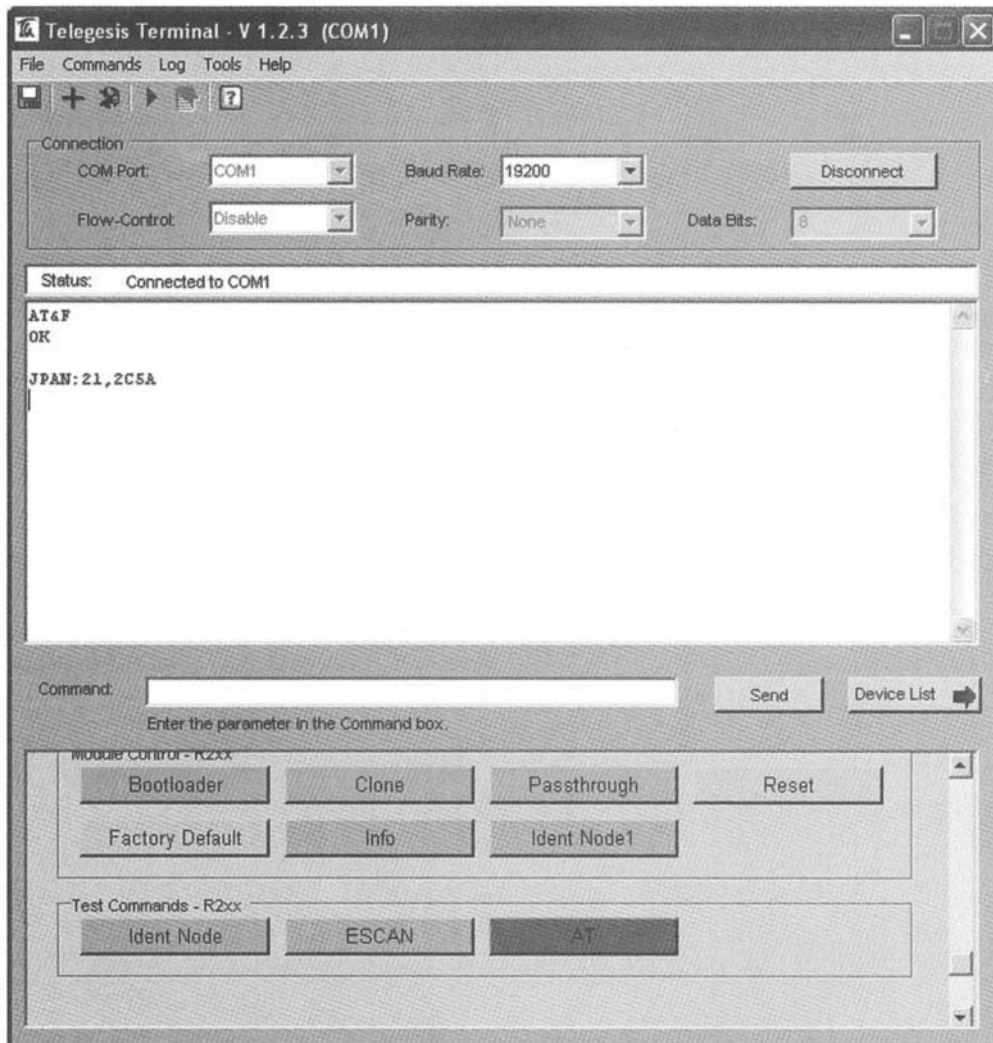 Telegesis Terminal - V 1.2.3 (COM1)
File Commands Log Tools Help
Connection
COM Port: COM1 Baud Rate: 19200 Disconnect
Flow-Control: Disable Parity: None Data Bits: 8
Status: Connected to COM1
AT&F
OK
JPAN:21,2C5A
Command: Send Device List
Enter the parameter in the Command box.
Module Control - R2xx
Bootloader Clone Passthrough Reset
Factory Default Info Ident Node1
Test Commands - R2xx
Ident Node ESCAN AT